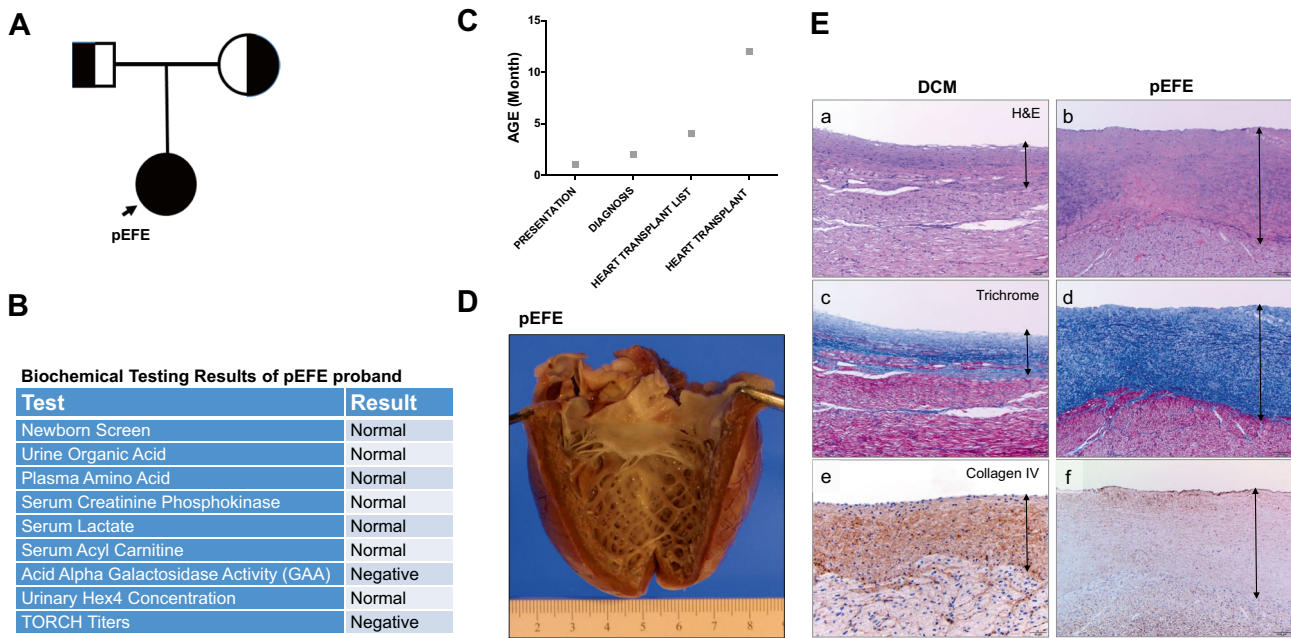 A
pEFE
B
Biochemical Testing Results of pEFE proband
Test Result
Newborn Screen Normal
Urine Organic Acid Normal
Plasma Amino Acid Normal
Serum Creatinine Phosphokinase Normal
Serum Lactate Normal
Serum Acyl Carnitine Normal
Acid Alpha Galactosidase Activity (GAA) Negative
Urinary Hex4 Concentration Normal
TORCH Titers Negative
C
AGE (Month)
15
10
5
0
PRESENTATION
DIAGNOSIS
HEART TRANSPLANT LIST
HEART TRANSPLANT
D
pEFE
2 3 4 5 6 7 8 9
E
DCM pEFE
a H&E b
c Trichrome d
e Collagen IV f